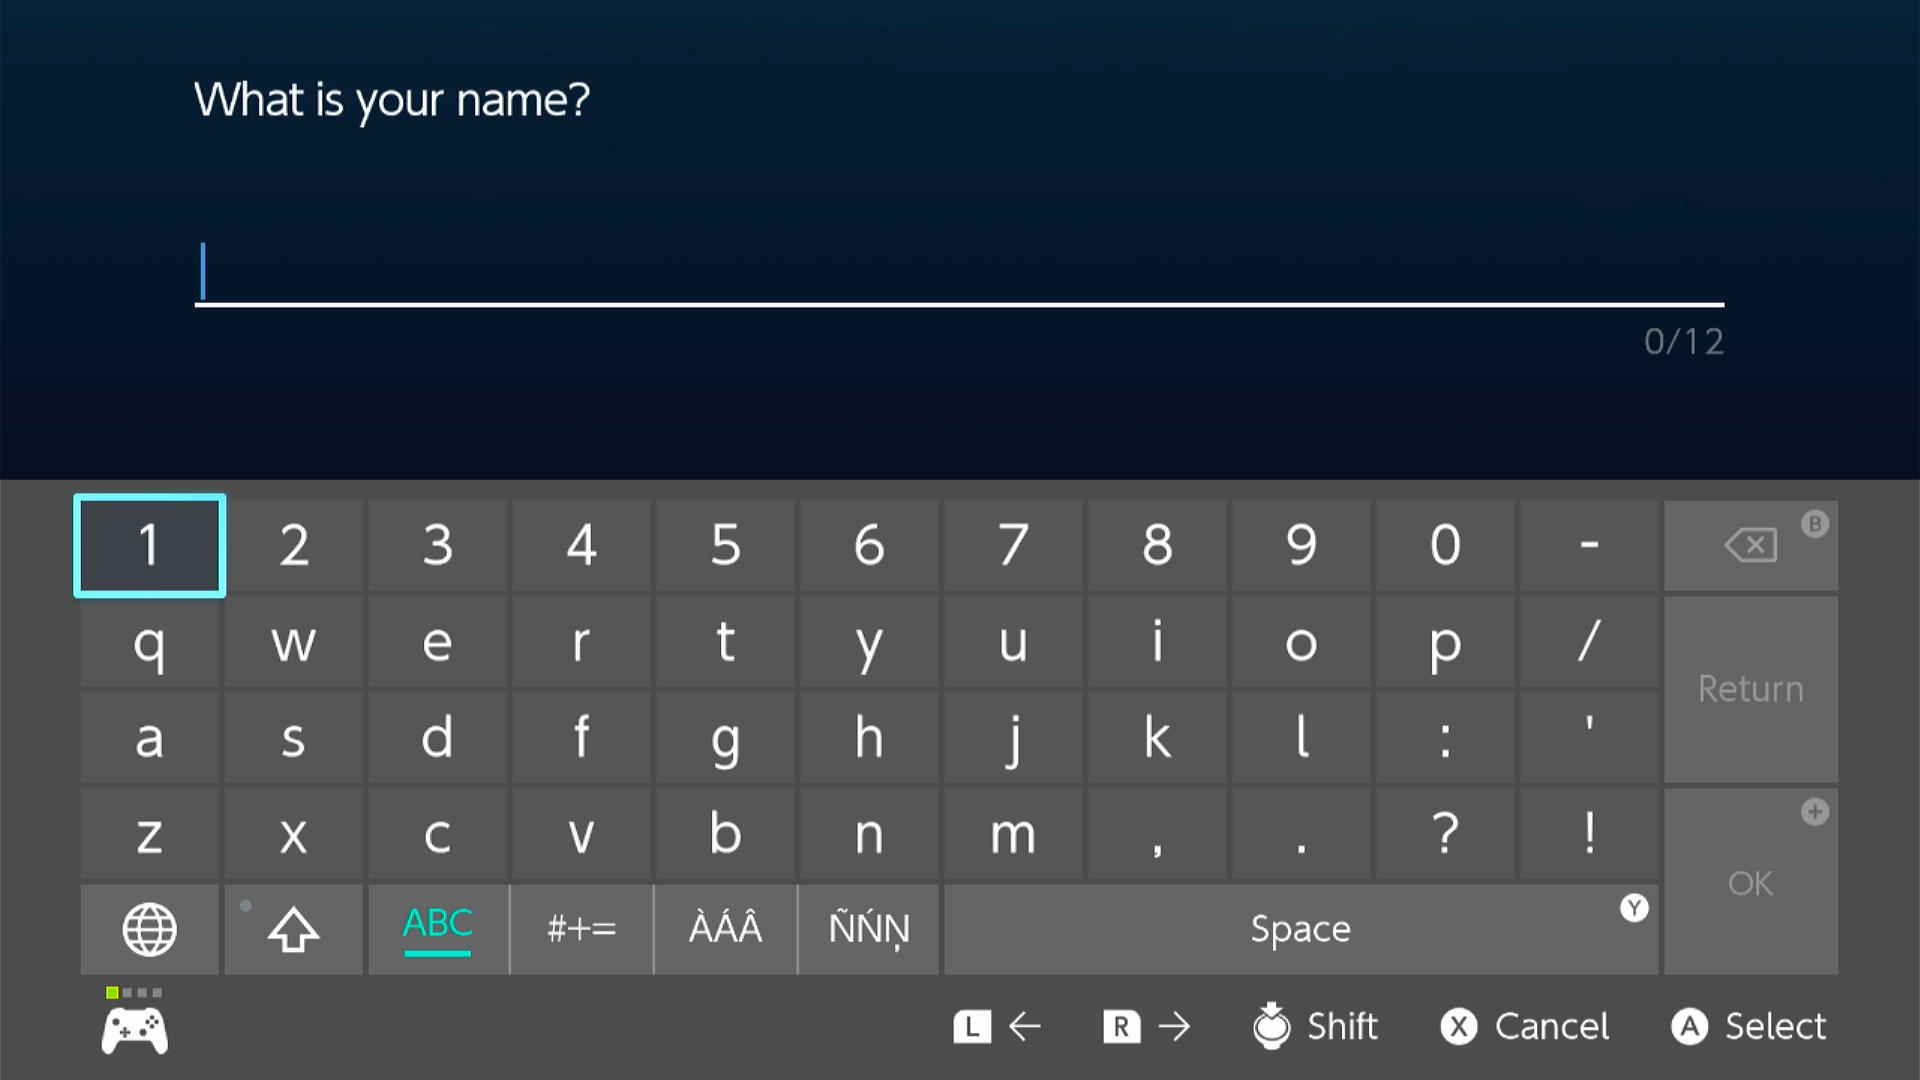 What is your name?
0/12
1 2 3 4 5 6 7 8 9 0 - B
q w e r t y u i o p / Return
a s d f g h j k l : '
z x c v b n m , . ? ! + OK
ABC #+= ÀÁÂ ÑŃŅ Space Y
L ← R → Shift X Cancel A Select